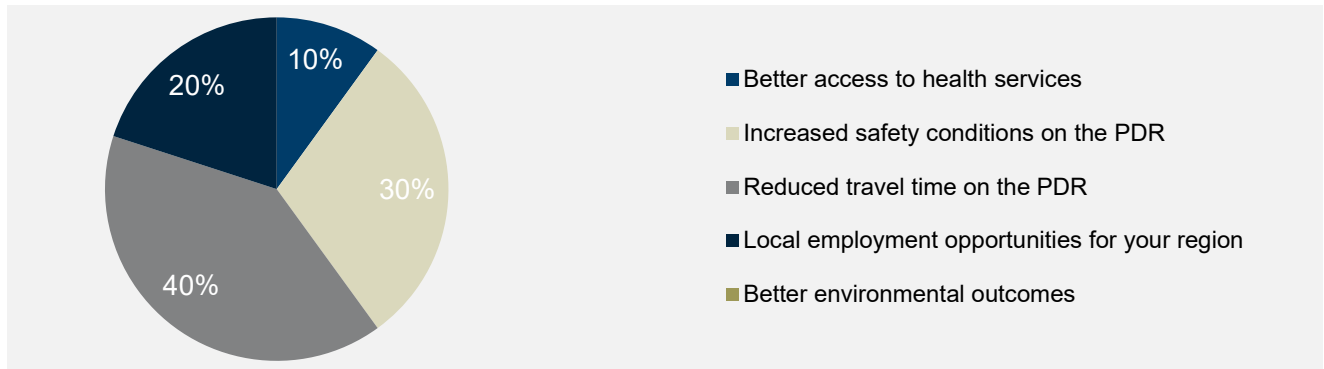 10%
20%
30%
40%
Better access to health services
Increased safety conditions on the PDR
Reduced travel time on the PDR
Local employment opportunities for your region
Better environmental outcomes